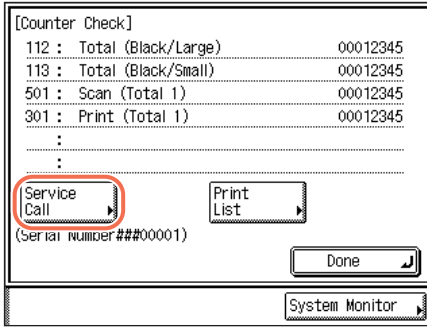 [Counter Check]
112 : Total (Black/Large) 00012345
113 : Total (Black/Small) 00012345
501 : Scan (Total 1) 00012345
301 : Print (Total 1) 00012345
:
:
Service Call
Print List
(Serial Number###00001)
Done
System Monitor